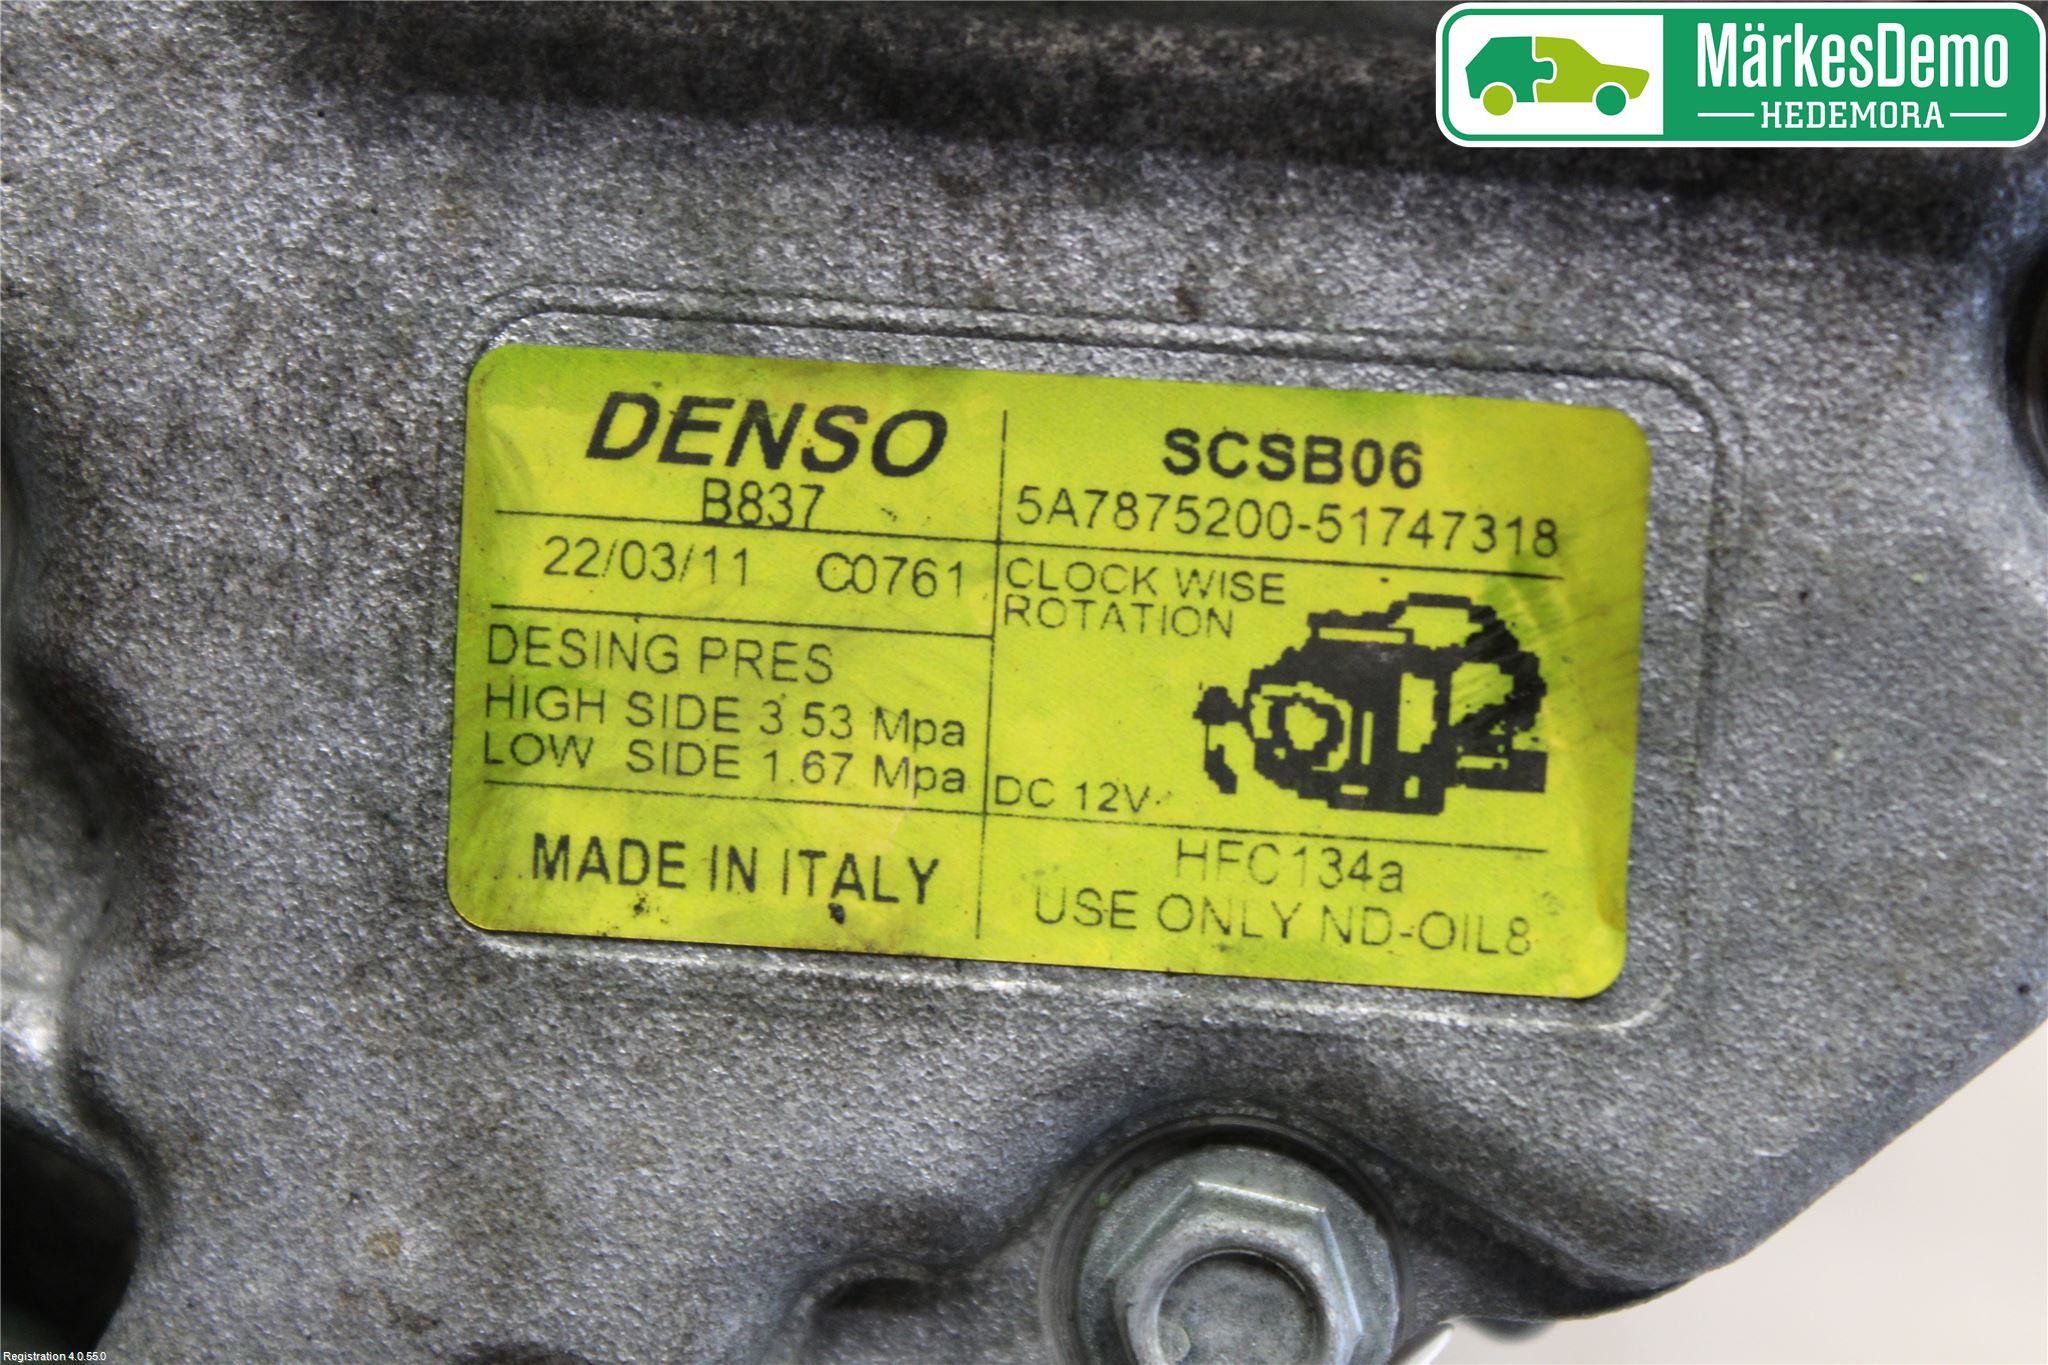 MärkesDemo
HEDEMORA
DENSO
B837
22/03/11 C0761
DESING PRES
HIGH SIDE 3 53 Mpa
LOW SIDE 1.67 Mpa
MADE IN ITALY
SCSB06
5A7875200-51747318
CLOCK WISE
ROTATION
DC 12V
HFC134a
USE ONLY ND-OIL8
Registration 4.0.55.0